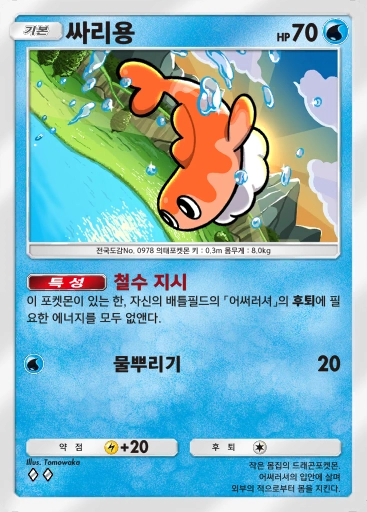 기본 싸리용 HP 70
전국도감No. 0978 의태포켓몬 키 : 0.3m 몸무게 : 8.0kg
특성 철수 지시
이 포켓몬이 있는 한, 자신의 배틀필드의 「어써러셔」의 후퇴에 필
요한 에너지를 모두 없앤다.
물뿌리기 20
약점 +20 후퇴
Illus. Tomowaka
작은 몸집의 드래곤포켓몬.
어써러셔의 입안에 살며
외부의 적으로부터 몸을 지킨다.